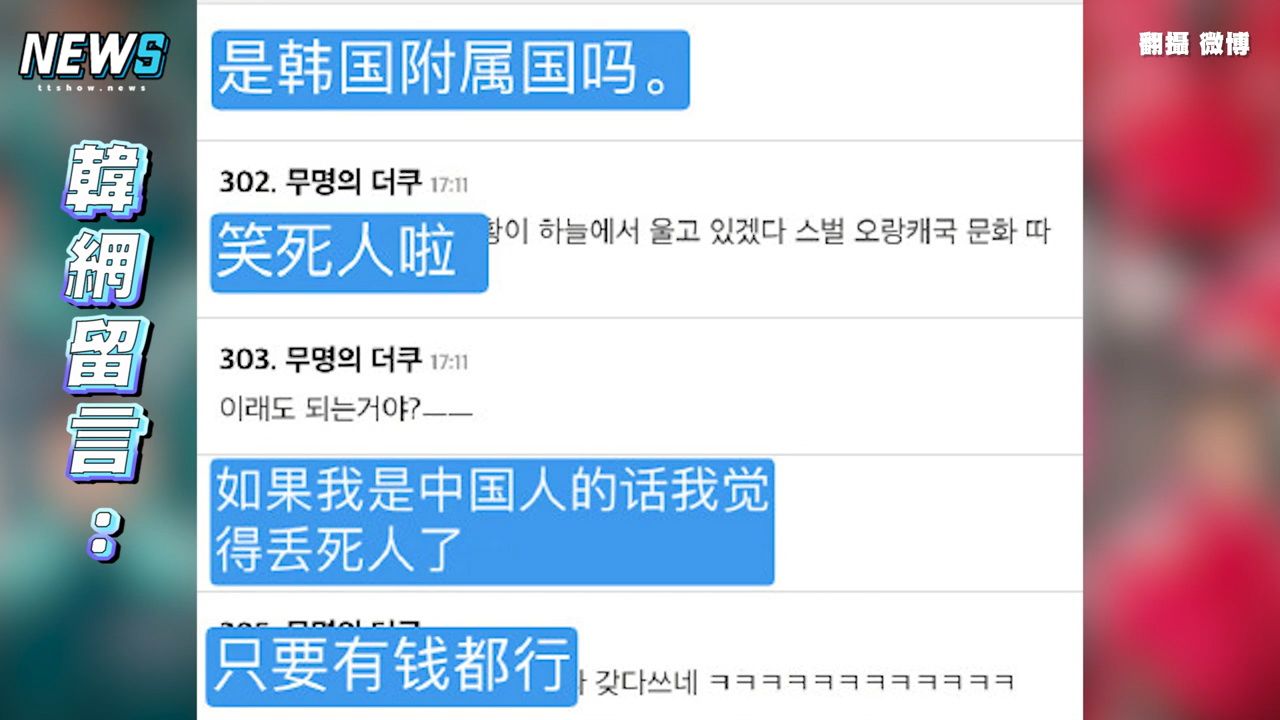 NEWS
ttshow.news
翻攝 微博
韓網留言：
是韩国附属国吗。
302. 무명의 더쿠 17:11
笑死人啦
황이 하늘에서 울고 있겠다 스벌 오랑캐국 문화 따
303. 무명의 더쿠 17:11
이래도 되는거야?ㅡㅡ
如果我是中国人的话我觉
得丢死人了
只要有钱都行
갖다쓰네 ㅋㅋㅋㅋㅋㅋㅋㅋㅋㅋㅋㅋ